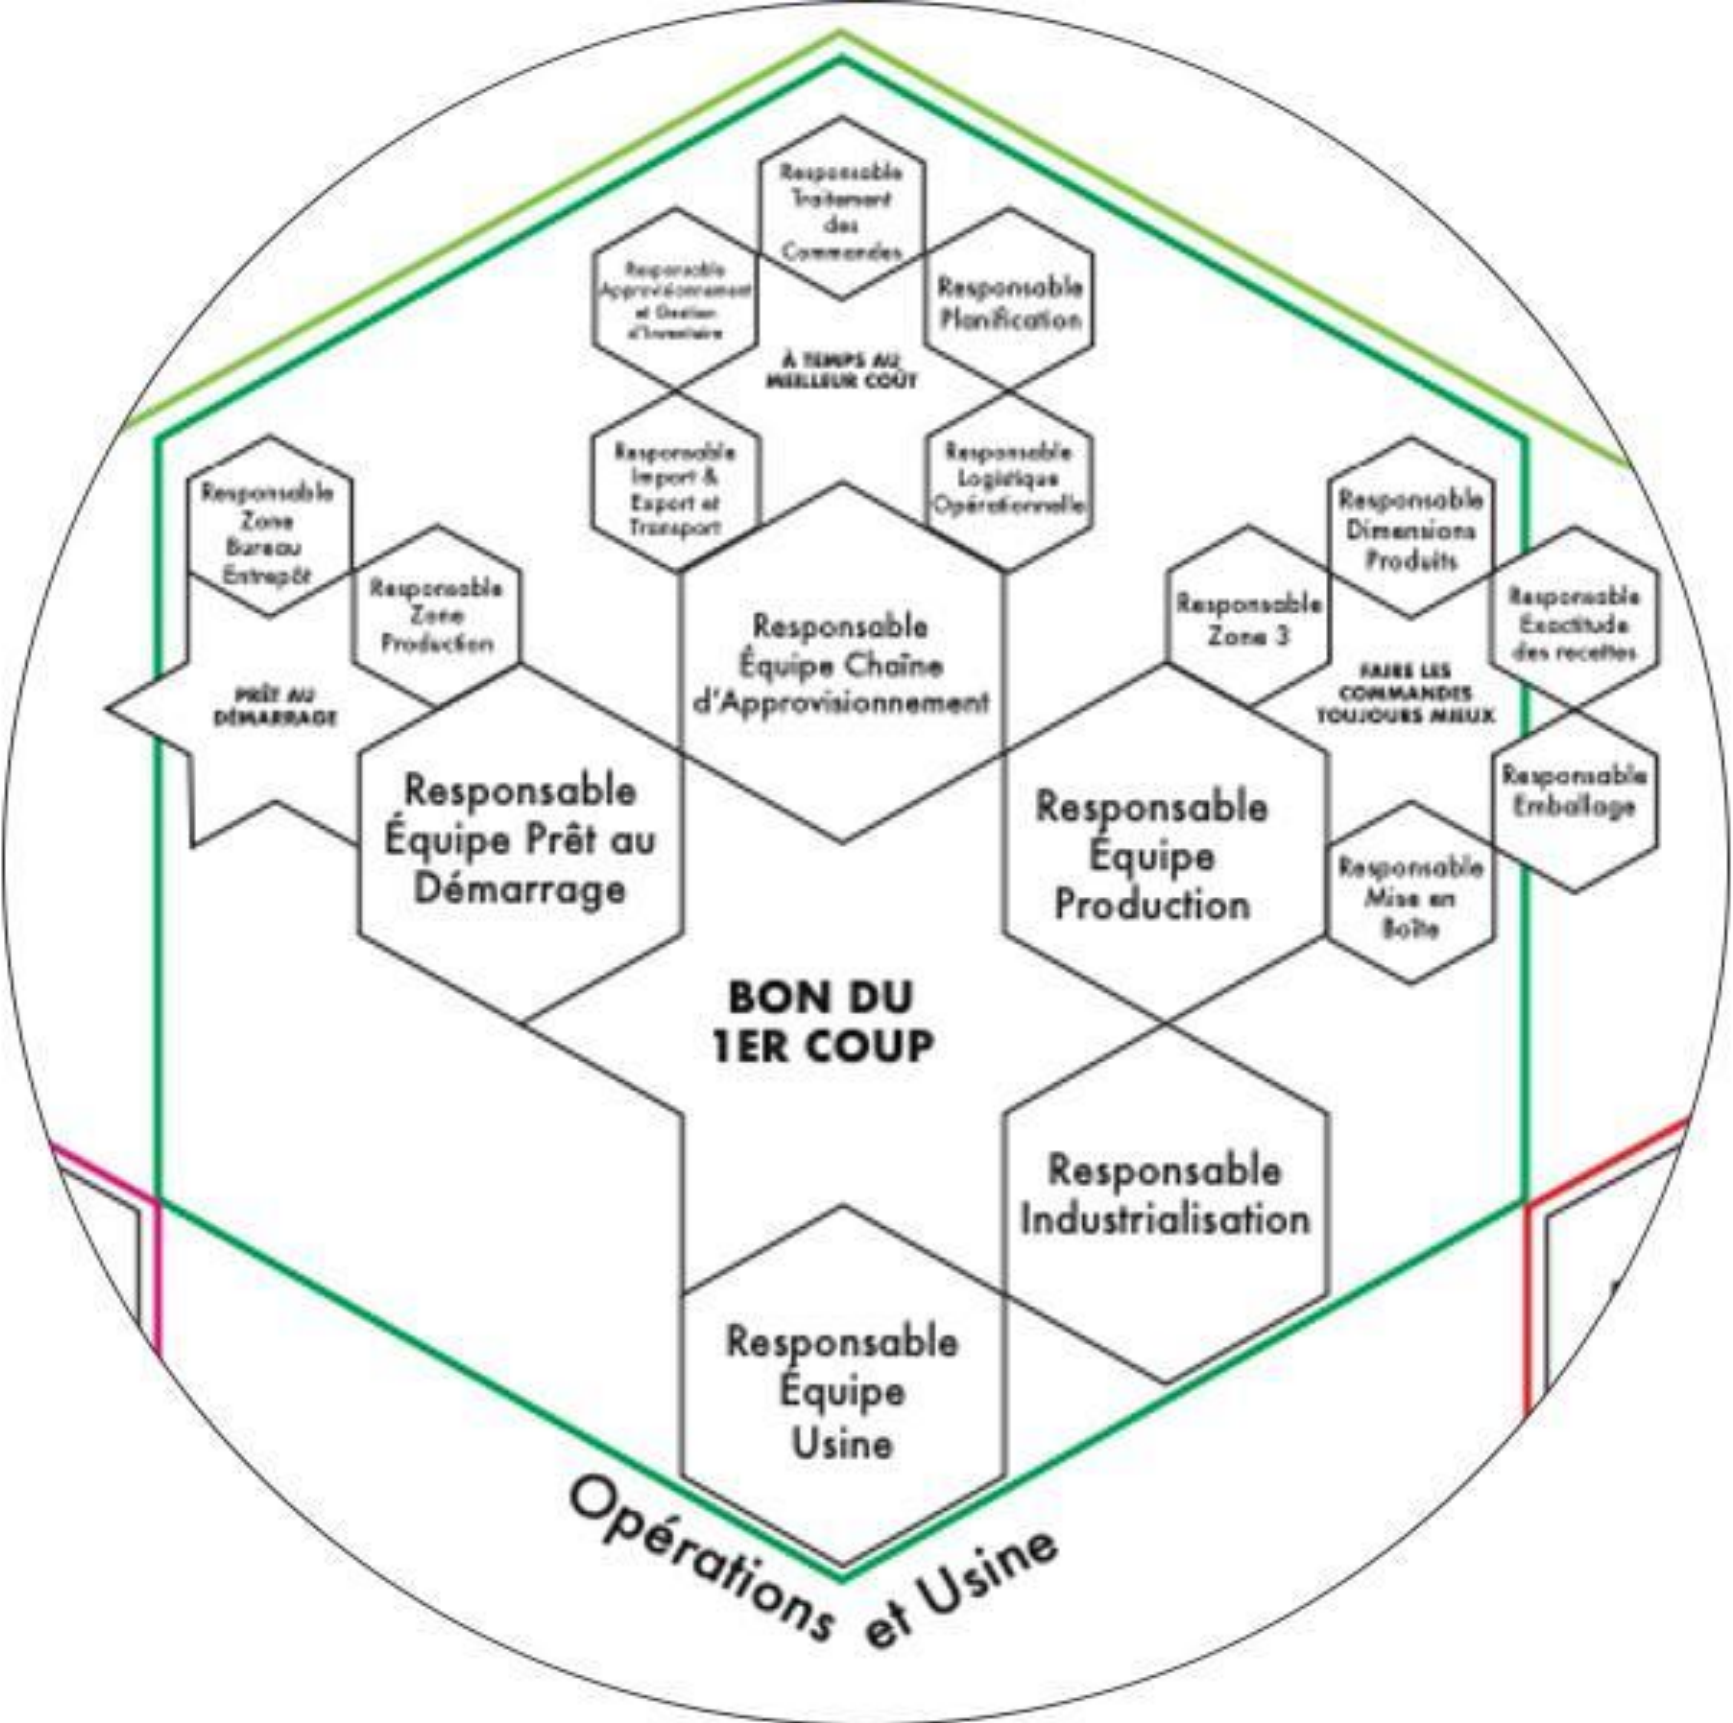 Responsable
Traitement
des
Commandes
Responsable
Approvisionnement
et Gestion
d'Inventaire
Responsable
Planification
À TEMPS AU
MEILLEUR COÛT
Responsable
Import &
Export et
Transport
Responsable
Logistique
Opérationnelle
Responsable
Zone
Bureau
Entrepôt
Responsable
Zone
Production
PRÊT AU
DÉMARRAGE
Responsable
Équipe Prêt au
Démarrage
Responsable
Équipe Chaîne
d'Approvisionnement
Responsable
Équipe
Production
Responsable
Zone 3
Responsable
Dimensions
Produits
Responsable
Exactitude
des recettes
FAIRE LES
COMMANDES
TOUJOURS MIEUX
Responsable
Emballage
Responsable
Mise en
Boîte
BON DU
1ER COUP
Responsable
Industrialisation
Responsable
Équipe
Usine
Opérations et Usine